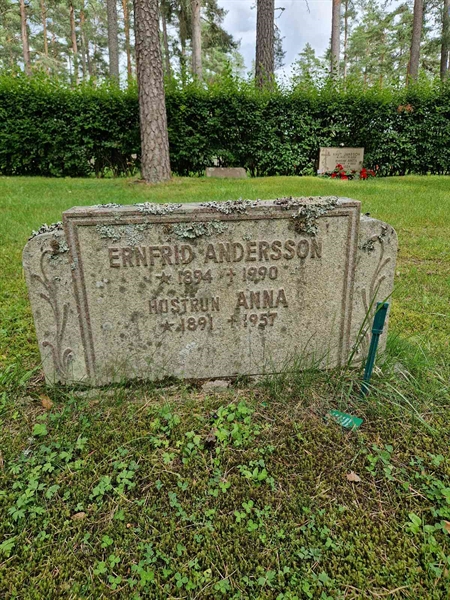 ERNFRID ANDERSSON
* 1894 † 1990
HUSTRUN ANNA
* 1891 † 1957